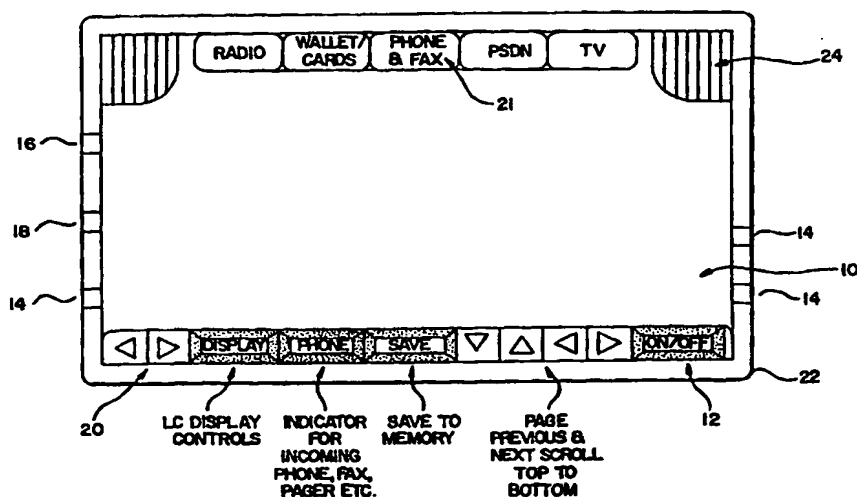 RADIO
WALLET/
CARDS
PHONE
& FAX
PSDN
TV
24
21
16
18
14
14
10
14
DISPLAY
PHONE
SAVE
ON/OFF
22
20
LC DISPLAY
CONTROLS
INDICATOR
FOR
INCOMING
PHONE, FAX,
PAGER ETC.
SAVE TO
MEMORY
PAGE
PREVIOUS &
NEXT SCROLL
TOP TO
BOTTOM
12